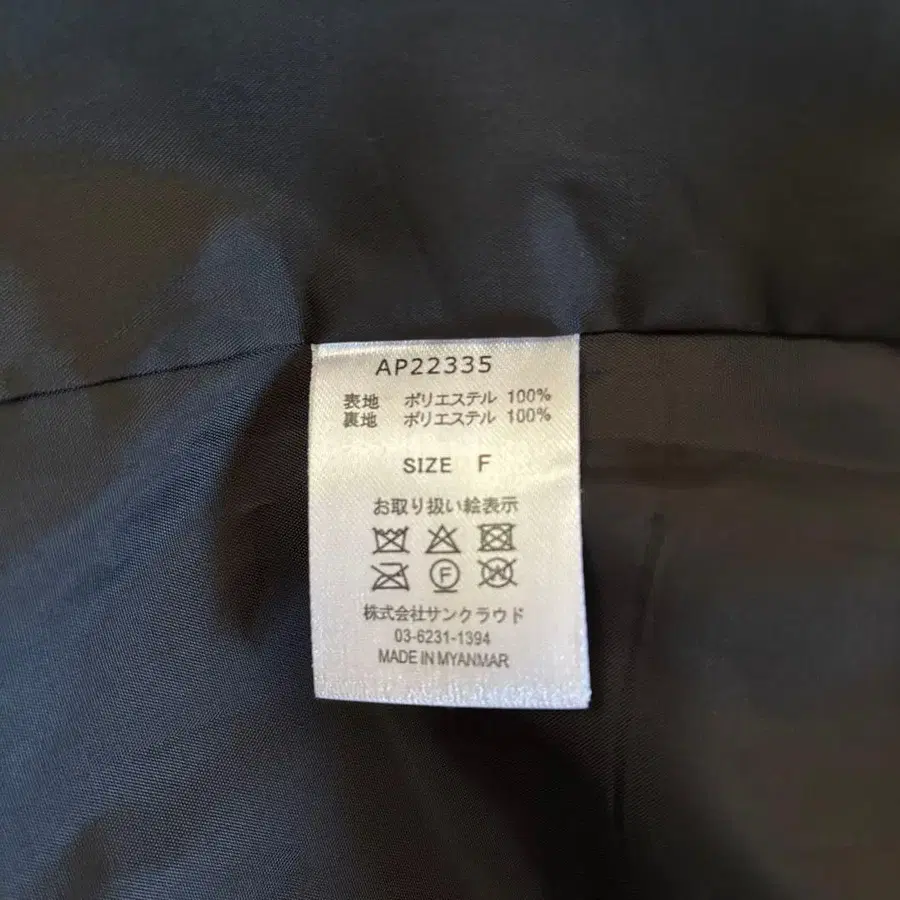 AP22335
表地 ポリエステル 100%
裏地 ポリエステル 100%
SIZE F
お取り扱い絵表示
F
W
株式会社サンクラウド
03-6231-1394
MADE IN MYANMAR